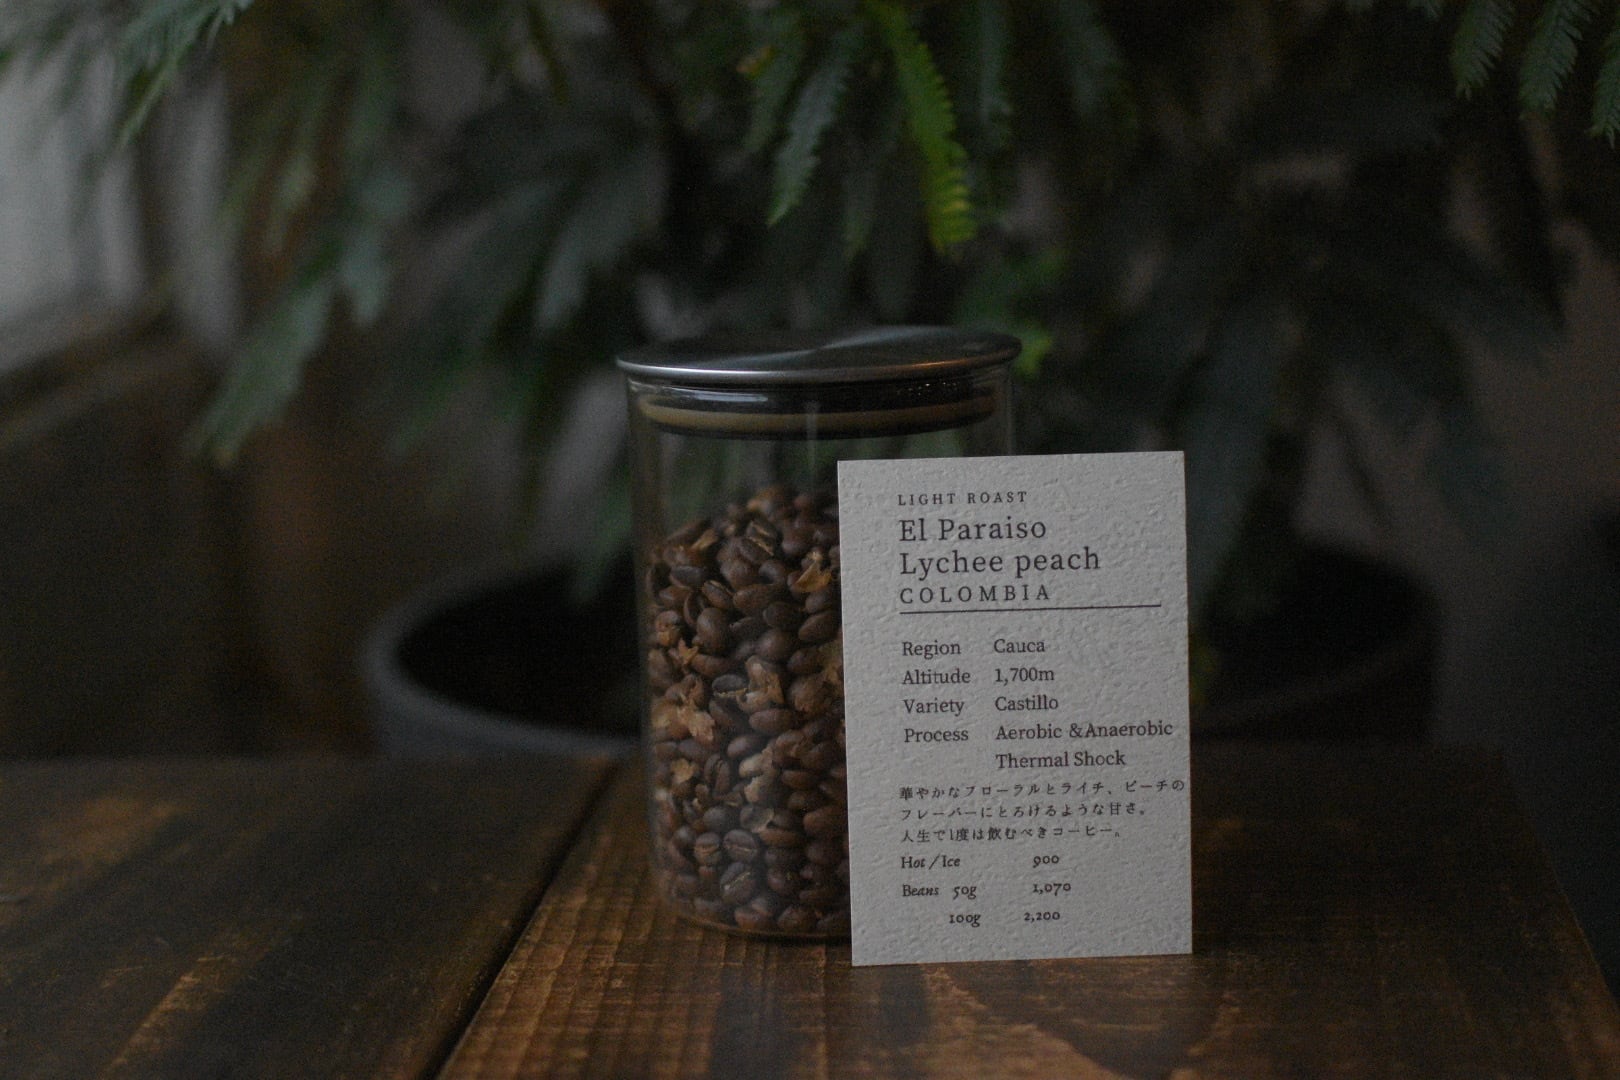 LIGHT ROAST
El Paraiso
Lychee peach
COLOMBIA
Region Cauca
Altitude 1,700m
Variety Castillo
Process Aerobic &Anaerobic
Thermal Shock
華やかなフローラルとライチ、ピーチの
フレーバーにとろけるような甘さ。
人生で1度は飲むべきコーヒー。
Hot / Ice 900
Beans 50g 1,070
100g 2,200